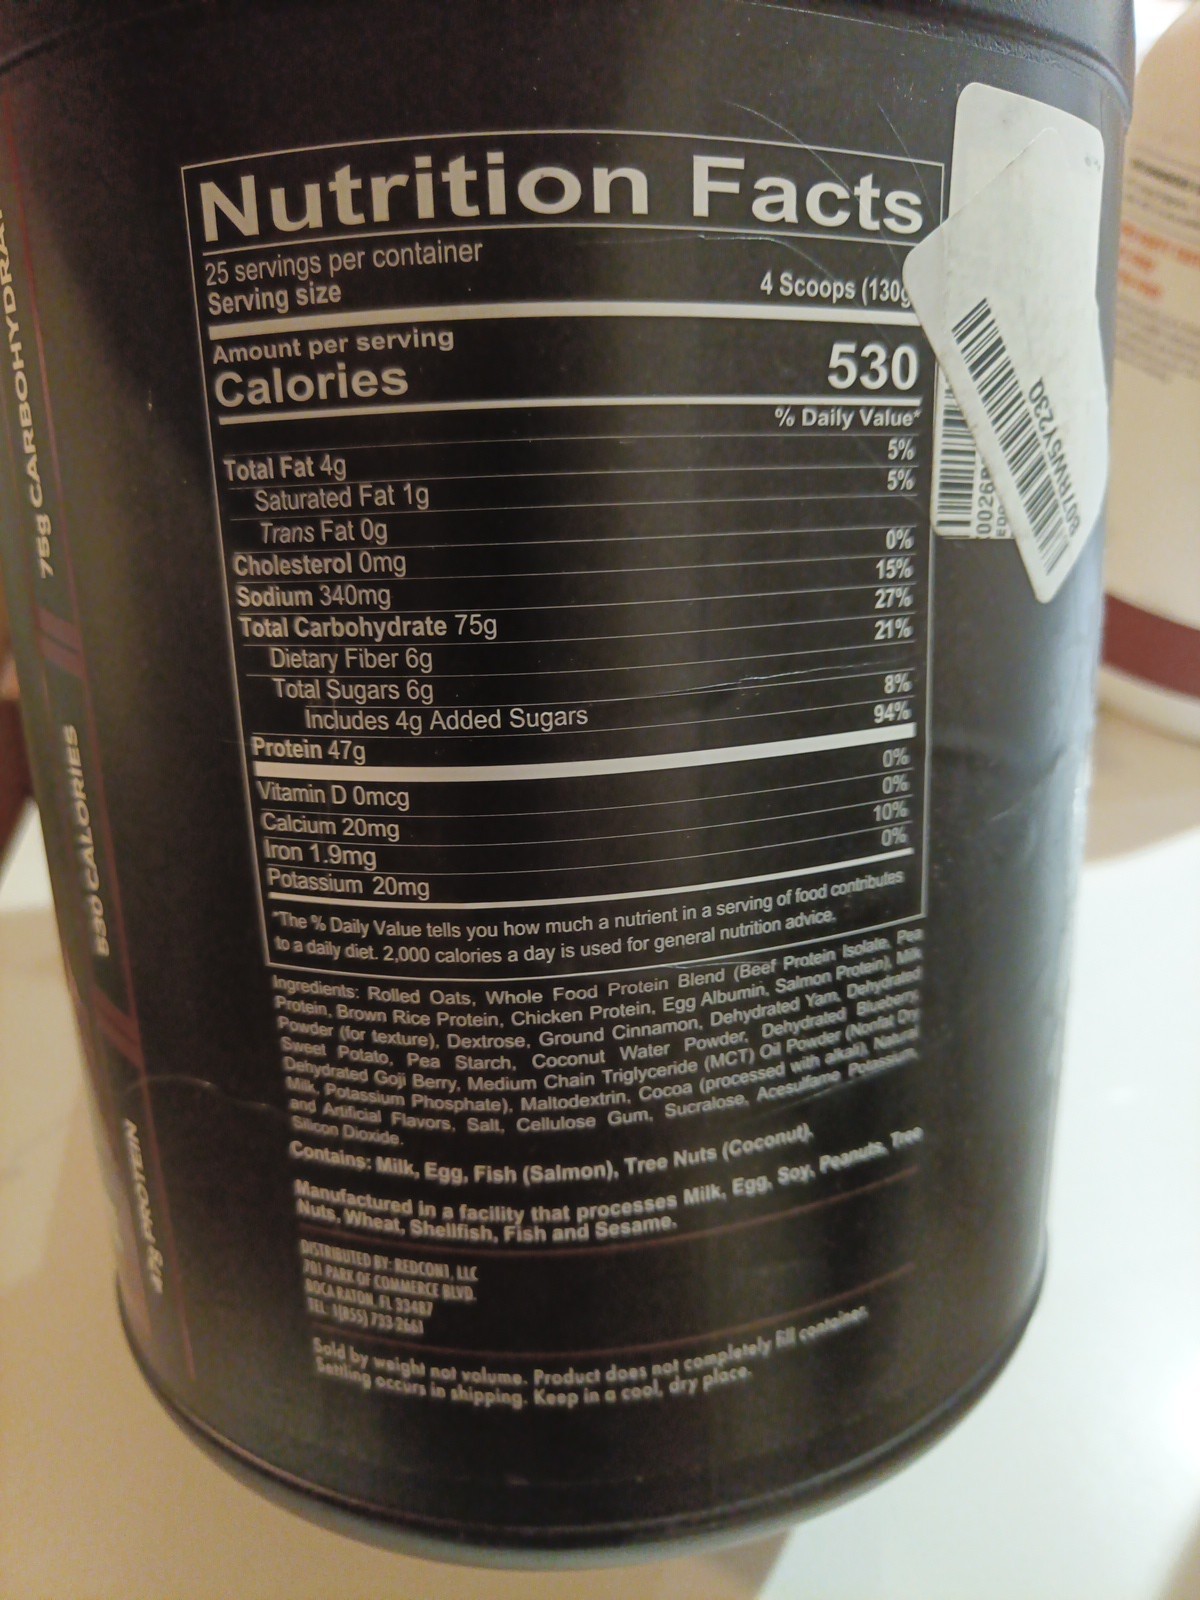 Nutrition Facts
25 servings per container
Serving size 4 Scoops (130g
Amount per serving
Calories 530
% Daily Value*
Total Fat 4g 5%
Saturated Fat 1g 5%
Trans Fat 0g
Cholesterol 0mg 0%
Sodium 340mg 15%
Total Carbohydrate 75g 27%
Dietary Fiber 6g 21%
Total Sugars 6g
Includes 4g Added Sugars 8%
Protein 47g 94%
Vitamin D 0mcg 0%
Calcium 20mg 0%
Iron 1.9mg 10%
Potassium 20mg 0%
*The % Daily Value tells you how much a nutrient in a serving of food contributes
to a daily diet. 2,000 calories a day is used for general nutrition advice.
Ingredients: Rolled Oats, Whole Food Protein Blend (Beef Protein Isolate, Pea
Protein, Brown Rice Protein, Chicken Protein, Egg Albumin, Salmon Protein), Milk
Powder (for texture), Dextrose, Ground Cinnamon, Dehydrated Yam, Dehydrated
Sweet Potato, Pea Starch, Coconut Water Powder, Dehydrated Blueberry,
Dehydrated Goji Berry, Medium Chain Triglyceride (MCT) Oil Powder (Nonfat Dry
Milk, Potassium Phosphate), Maltodextrin, Cocoa (processed with alkali), Natural
and Artificial Flavors, Salt, Cellulose Gum, Sucralose, Acesulfame Potassium,
Silicon Dioxide.
Contains: Milk, Egg, Fish (Salmon), Tree Nuts (Coconut).
Manufactured in a facility that processes Milk, Egg, Soy, Peanuts, Tree
Nuts, Wheat, Shellfish, Fish and Sesame.
DISTRIBUTED BY: REDCON1, LLC
701 PARK OF COMMERCE BLVD.
BOCA RATON, FL 33487
TEL: 1(855) 733-2661
Sold by weight not volume. Product does not completely fill container.
Settling occurs in shipping. Keep in a cool, dry place.
75g CARBOHYDRA
530 CALORIES
47g PROTEIN